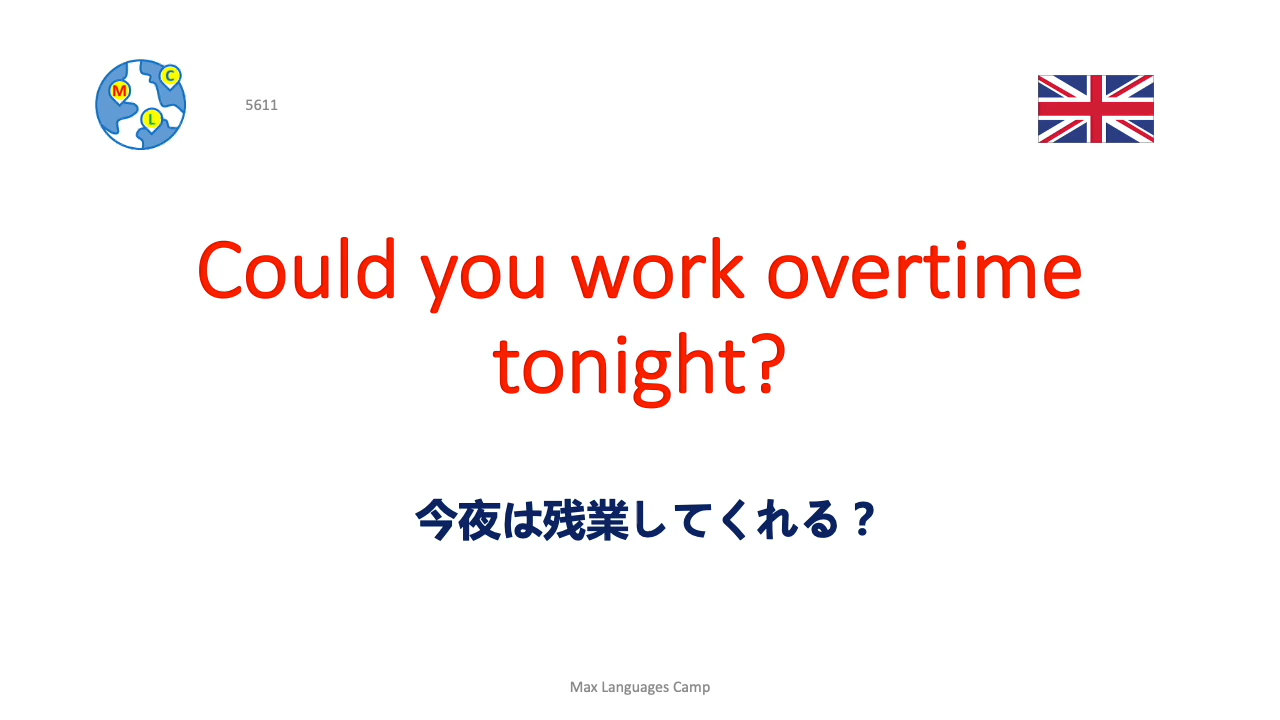 M
C
L
5611
Could you work overtime
tonight?
今夜は残業してくれる？
Max Languages Camp